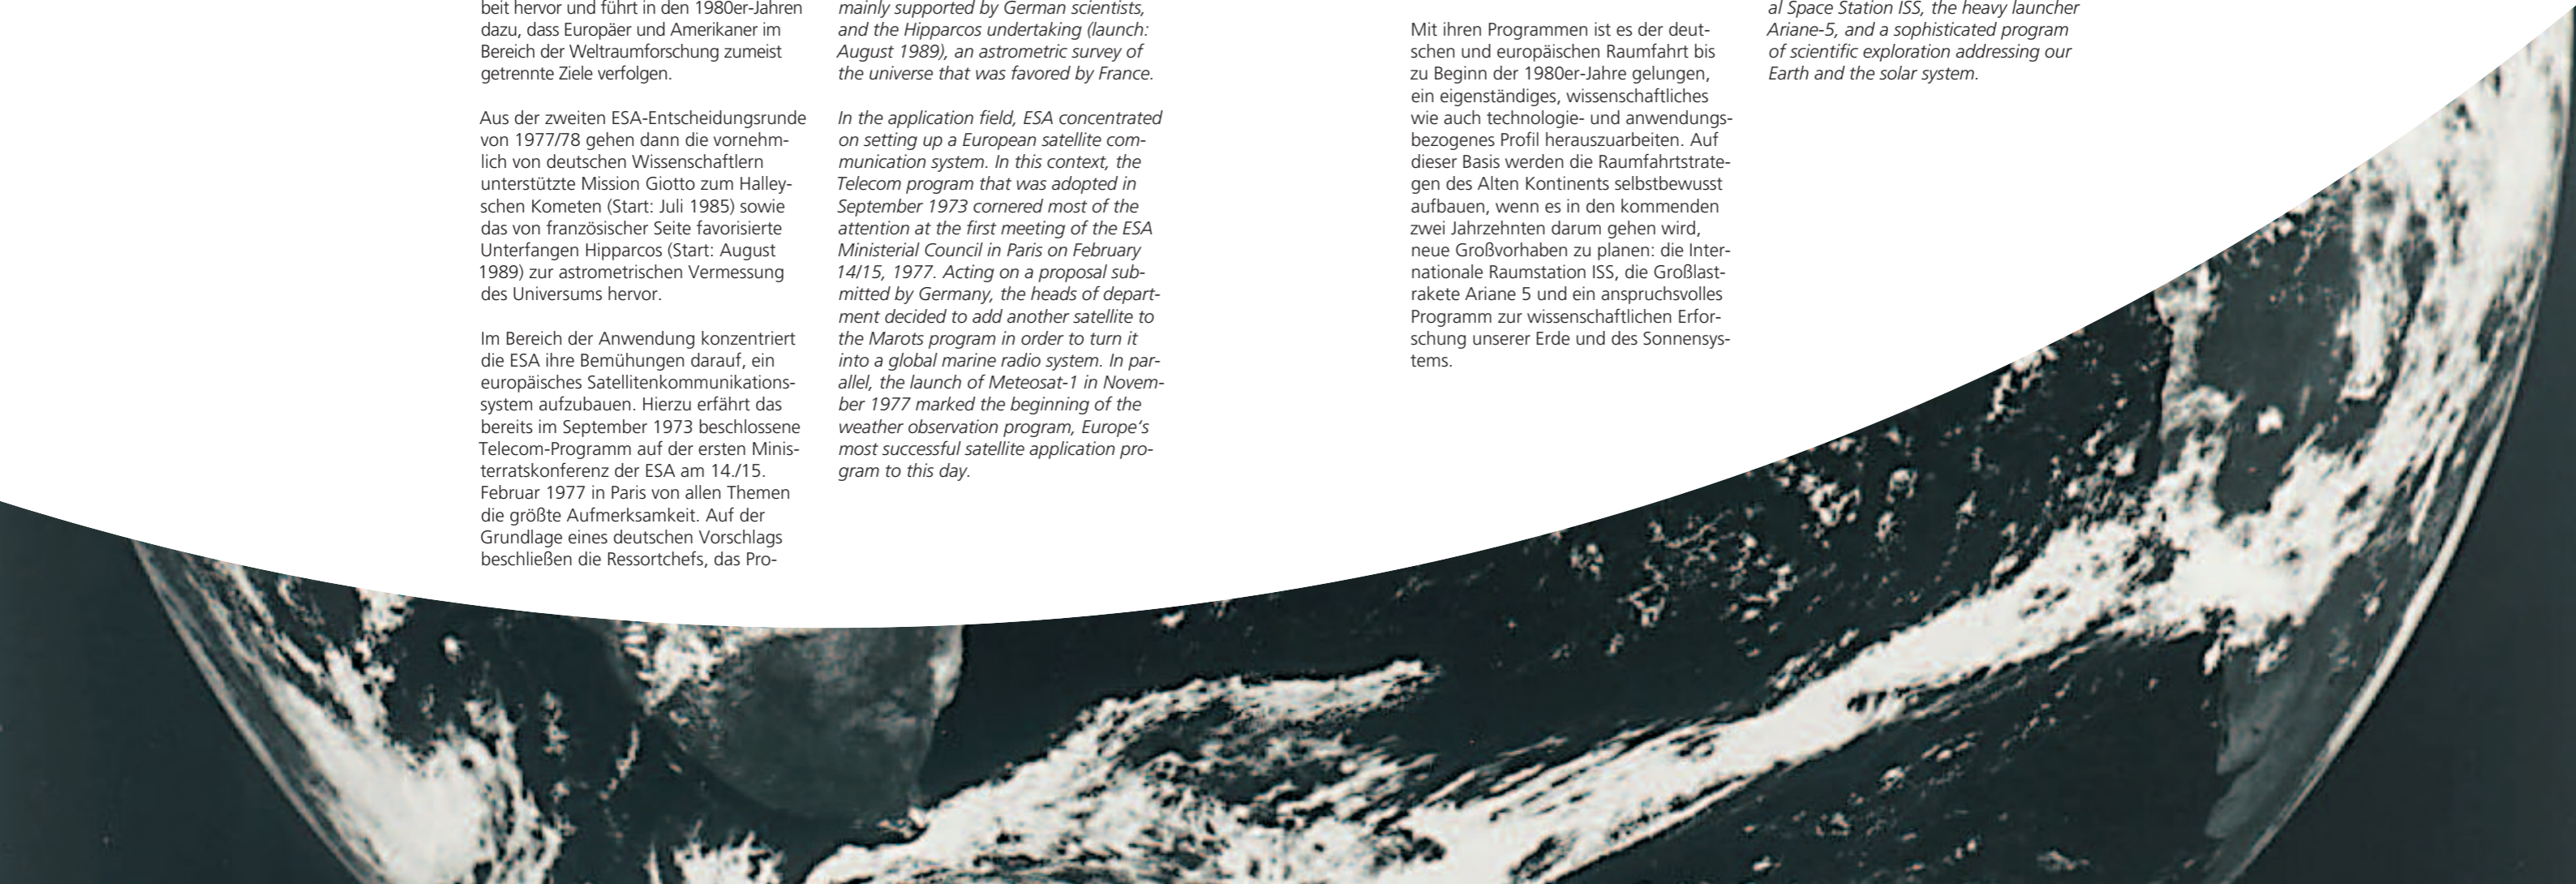 beit hervor und führt in den 1980er-Jahren
dazu, dass Europäer und Amerikaner im
Bereich der Weltraumforschung zumeist
getrennte Ziele verfolgen.
Aus der zweiten ESA-Entscheidungsrunde
von 1977/78 gehen dann die vornehm-
lich von deutschen Wissenschaftlern
unterstützte Mission Giotto zum Halley-
schen Kometen (Start: Juli 1985) sowie
das von französischer Seite favorisierte
Unterfangen Hipparcos (Start: August
1989) zur astrometrischen Vermessung
des Universums hervor.
Im Bereich der Anwendung konzentriert
die ESA ihre Bemühungen darauf, ein
europäisches Satellitenkommunikations-
system aufzubauen. Hierzu erfährt das
bereits im September 1973 beschlossene
Telecom-Programm auf der ersten Minis-
terratskonferenz der ESA am 14./15.
Februar 1977 in Paris von allen Themen
die größte Aufmerksamkeit. Auf der
Grundlage eines deutschen Vorschlags
beschließen die Ressortchefs, das Pro-
mainly supported by German scientists,
and the Hipparcos undertaking (launch:
August 1989), an astrometric survey of
the universe that was favored by France.
In the application field, ESA concentrated
on setting up a European satellite com-
munication system. In this context, the
Telecom program that was adopted in
September 1973 cornered most of the
attention at the first meeting of the ESA
Ministerial Council in Paris on February
14/15, 1977. Acting on a proposal sub-
mitted by Germany, the heads of depart-
ment decided to add another satellite to
the Marots program in order to turn it
into a global marine radio system. In par-
allel, the launch of Meteosat-1 in Novem-
ber 1977 marked the beginning of the
weather observation program, Europe's
most successful satellite application pro-
gram to this day.
Mit ihren Programmen ist es der deut-
schen und europäischen Raumfahrt bis
zu Beginn der 1980er-Jahre gelungen,
ein eigenständiges, wissenschaftliches
wie auch technologie- und anwendungs-
bezogenes Profil herauszuarbeiten. Auf
dieser Basis werden die Raumfahrtstrate-
gen des Alten Kontinents selbstbewusst
aufbauen, wenn es in den kommenden
zwei Jahrzehnten darum gehen wird,
neue Großvorhaben zu planen: die Inter-
nationale Raumstation ISS, die Großlast-
rakete Ariane 5 und ein anspruchsvolles
Programm zur wissenschaftlichen Erfor-
schung unserer Erde und des Sonnensys-
tems.
al Space Station ISS, the heavy launcher
Ariane-5, and a sophisticated program
of scientific exploration addressing our
Earth and the solar system.